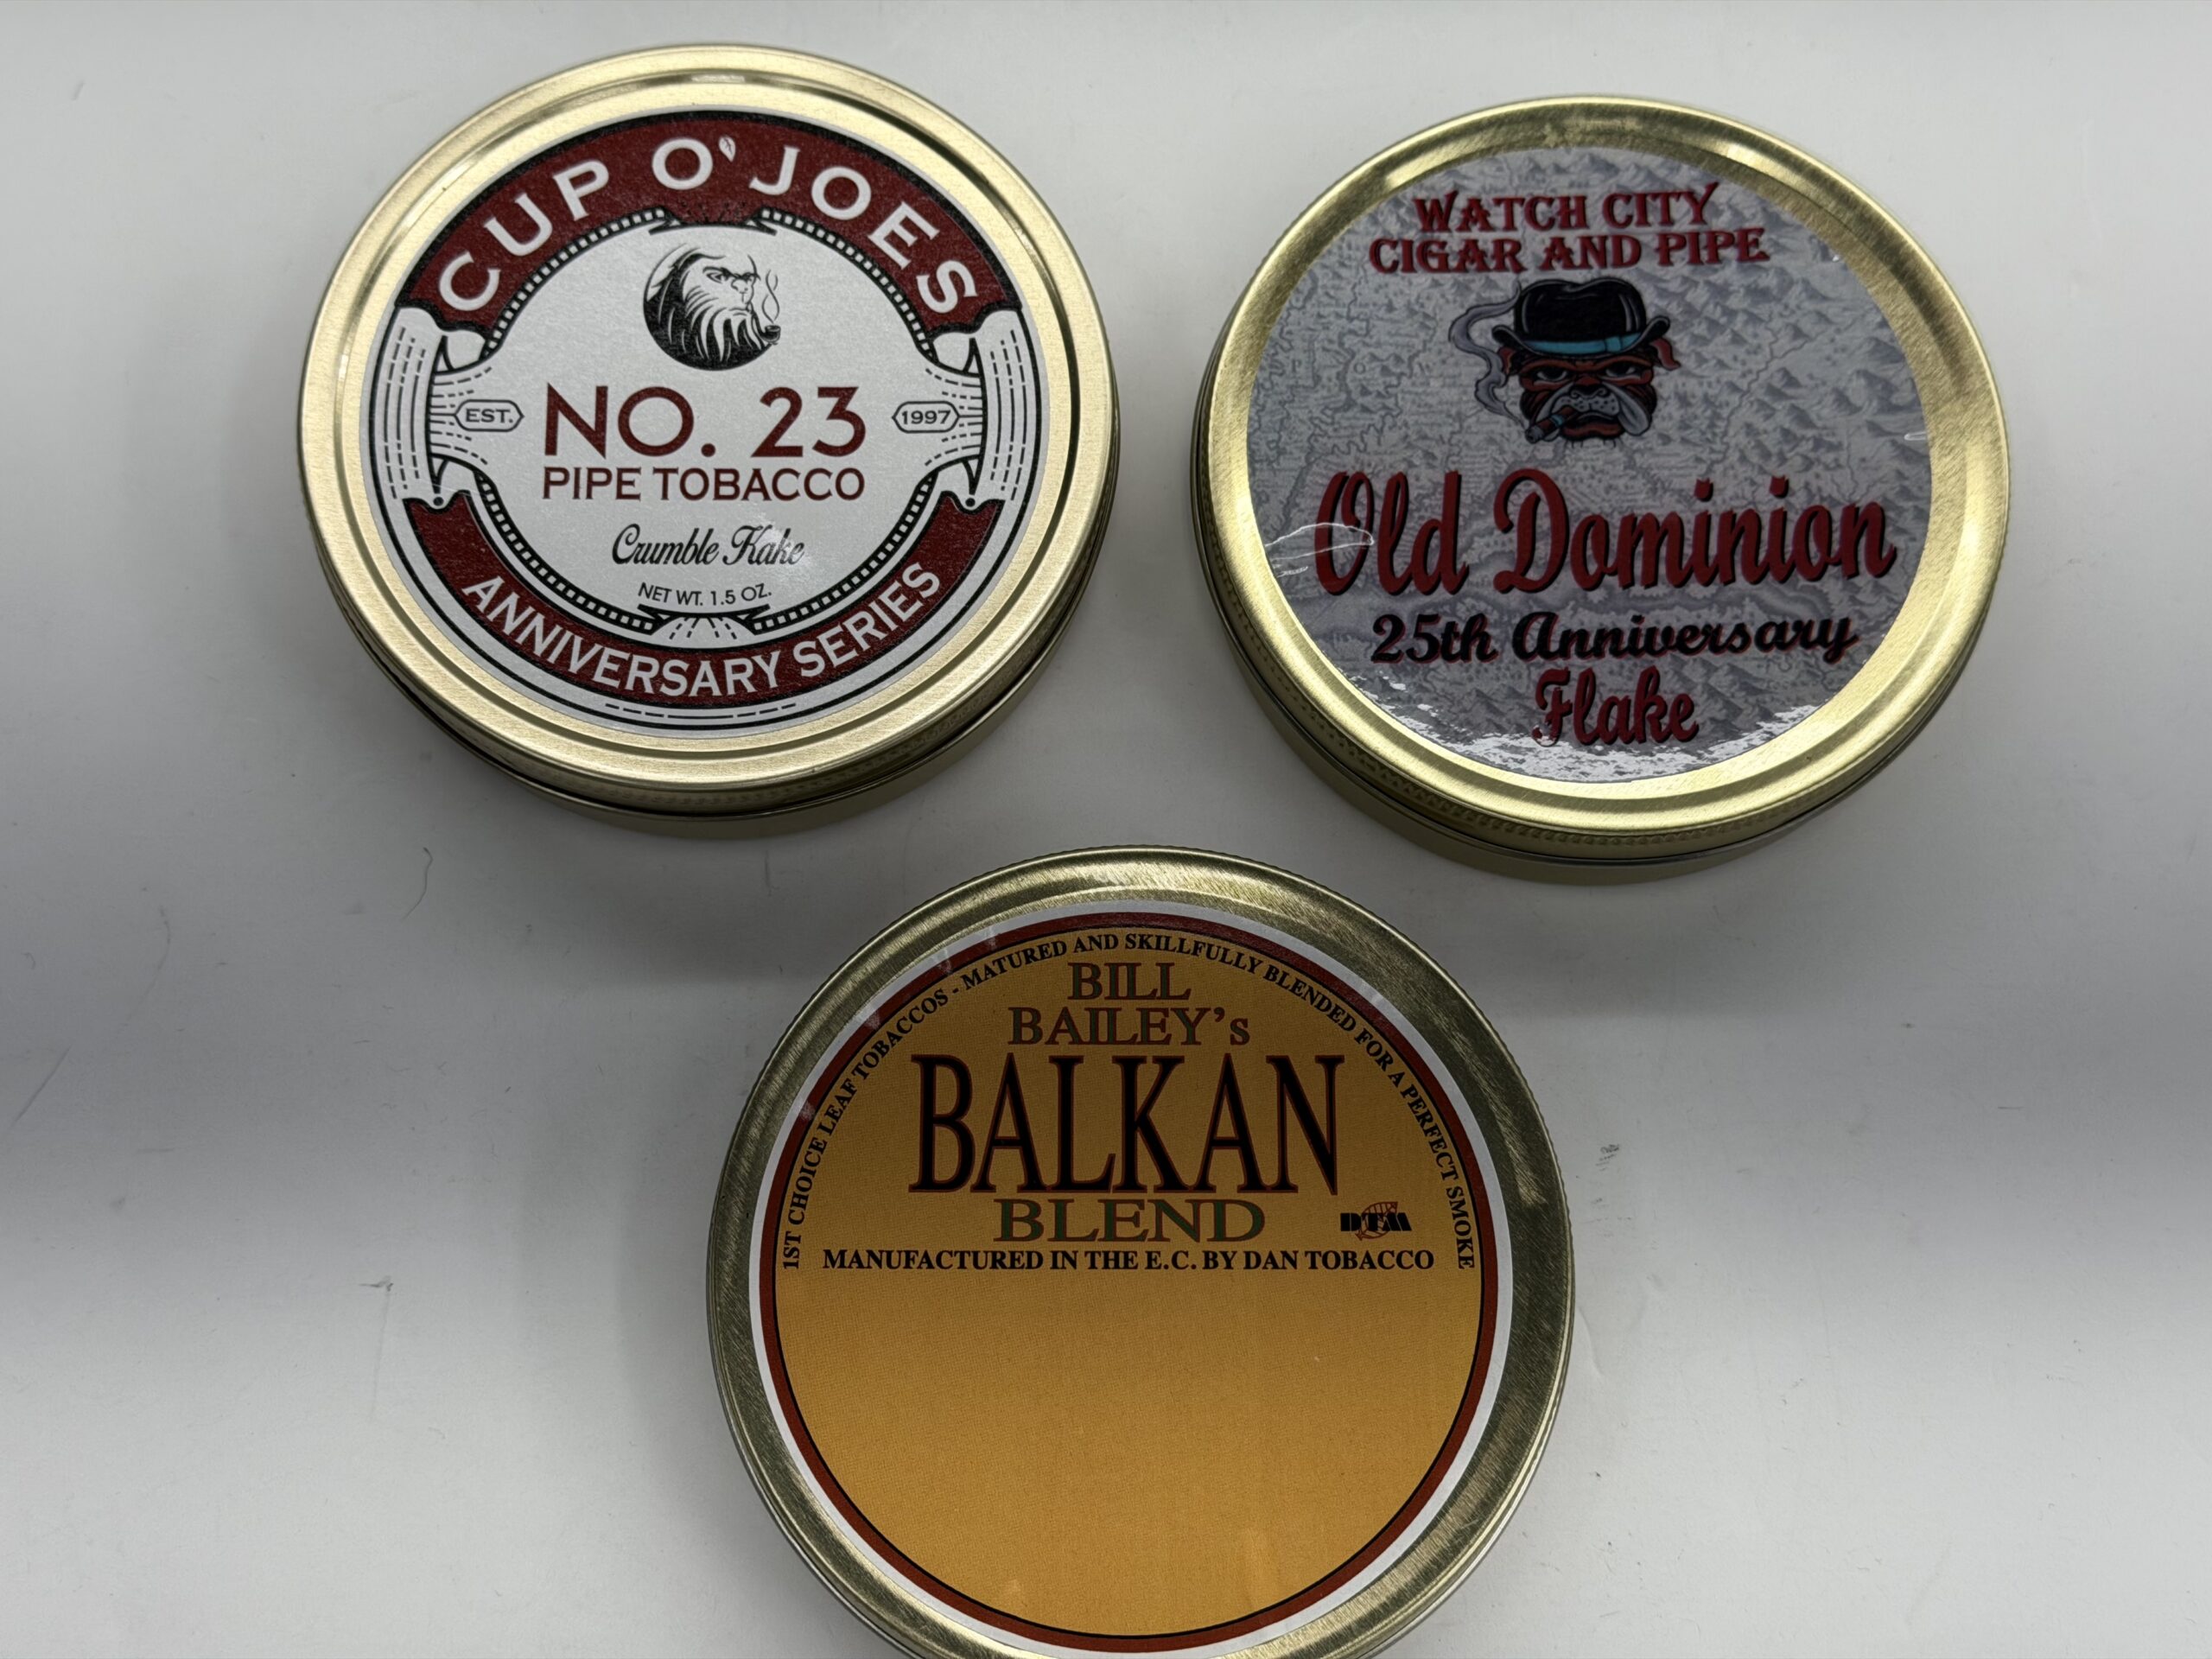 CUP O' JOES
EST.
1997
NO. 23
PIPE TOBACCO
Crumble Kake
NET WT. 1.5 OZ.
ANNIVERSARY SERIES
WATCH CITY
CIGAR AND PIPE
Old Dominion
25th Anniversary
Flake
1ST CHOICE LEAF TOBACCOS - MATURED AND SKILLFULLY BLENDED FOR A PERFECT SMOKE
BILL
BAILEY's
BALKAN
BLEND
DTM
MANUFACTURED IN THE E.C. BY DAN TOBACCO